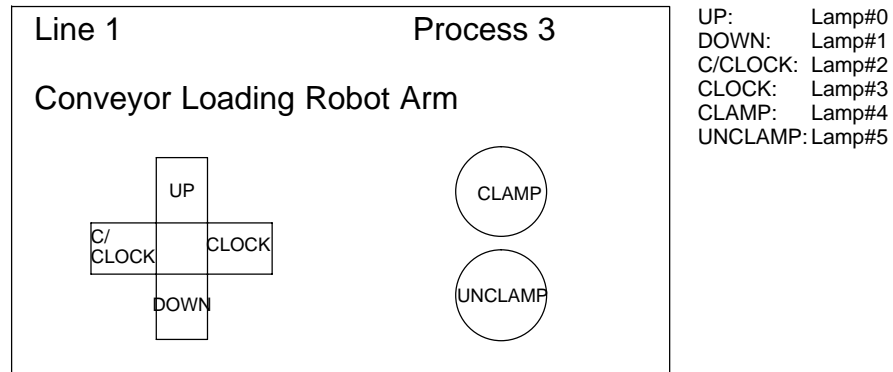 Line 1 Process 3
Conveyor Loading Robot Arm
UP
C/
CLOCK
CLOCK
DOWN
CLAMP
UNCLAMP
UP: Lamp#0
DOWN: Lamp#1
C/CLOCK: Lamp#2
CLOCK: Lamp#3
CLAMP: Lamp#4
UNCLAMP: Lamp#5